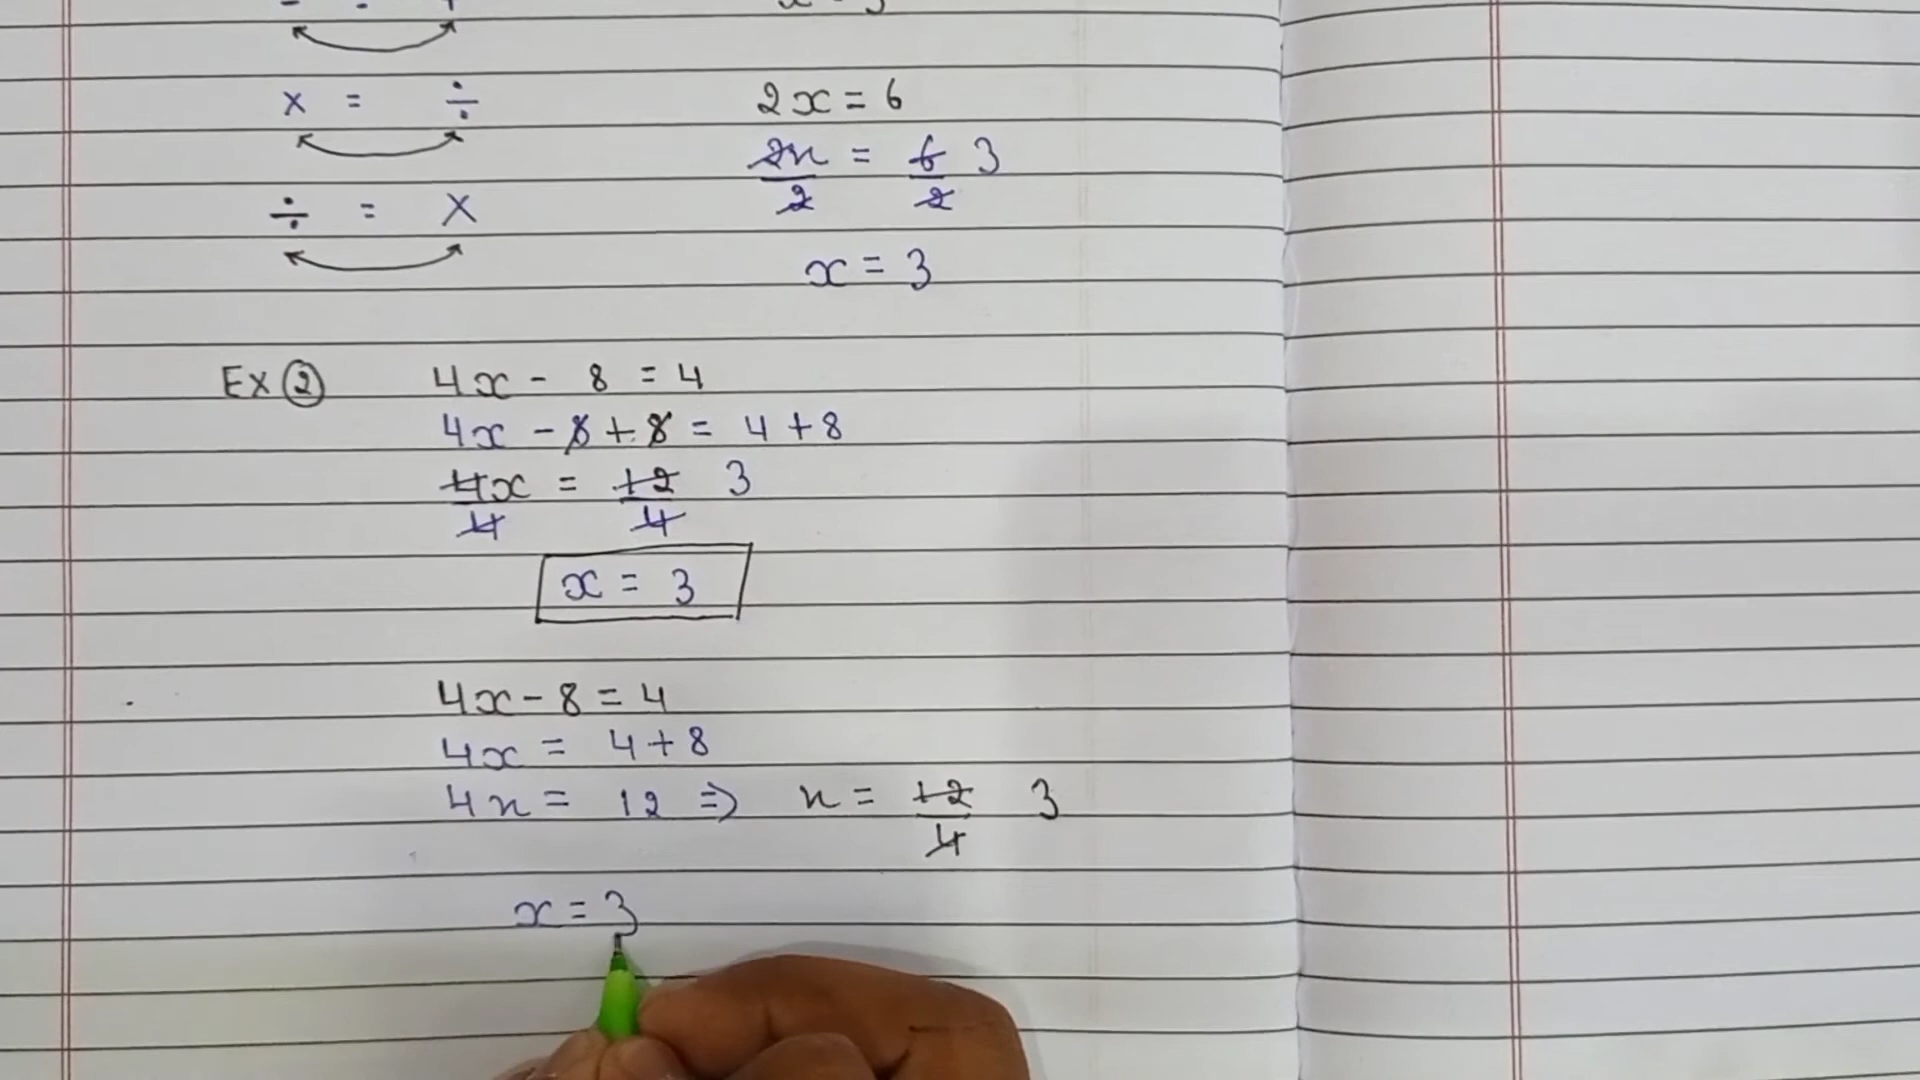 x = ÷
÷ = x
2x = 6
2x/2 = 6/2 3
x = 3
Ex ② 4x - 8 = 4
4x - 8 + 8 = 4 + 8
4x/4 = 12/4 3
x = 3
4x - 8 = 4
4x = 4 + 8
4x = 12 ⇒ x = 12/4 3
x = 3